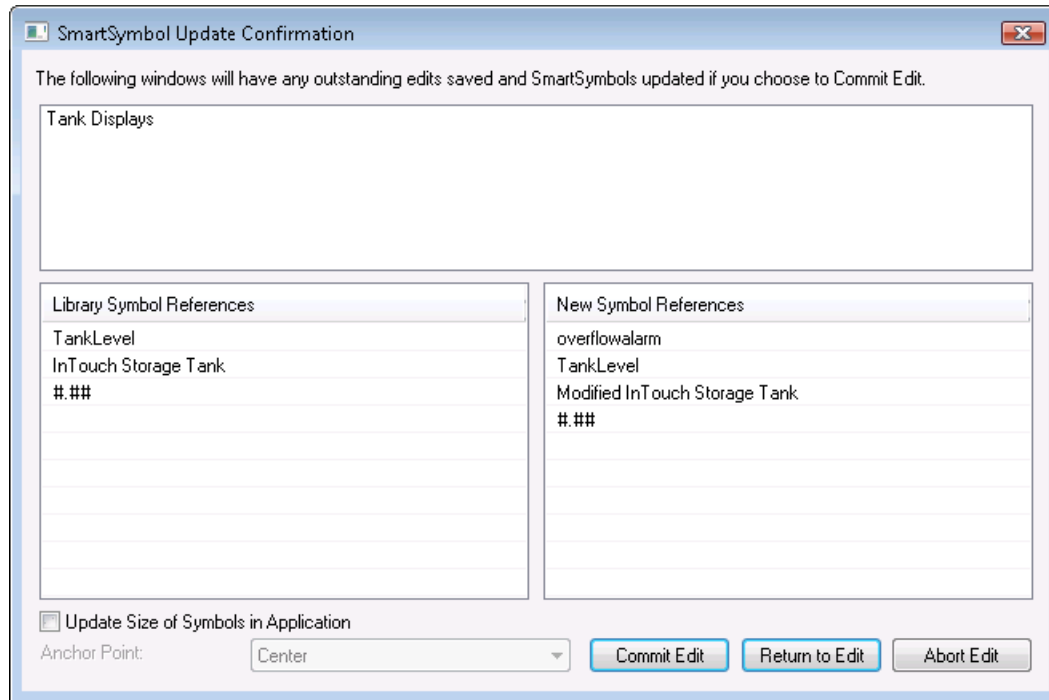 SmartSymbol Update Confirmation
The following windows will have any outstanding edits saved and SmartSymbols updated if you choose to Commit Edit.
Tank Displays
Library Symbol References
TankLevel
InTouch Storage Tank
#.##
New Symbol References
overflowalarm
TankLevel
Modified InTouch Storage Tank
#.##
Update Size of Symbols in Application
Anchor Point: Center Commit Edit Return to Edit Abort Edit